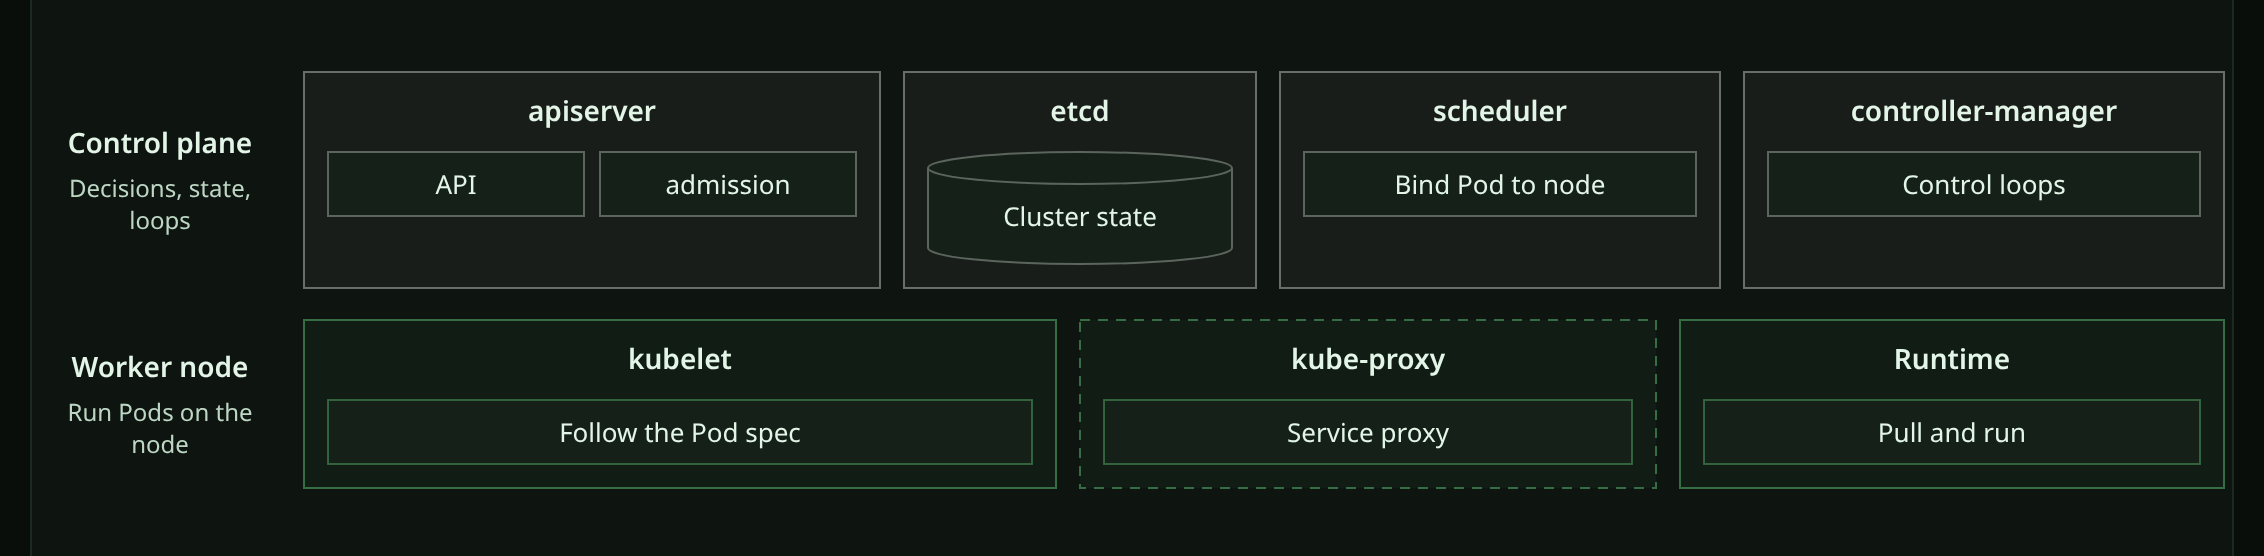 Control plane
Decisions, state,
loops
apiserver
API
admission
etcd
Cluster state
scheduler
Bind Pod to node
controller-manager
Control loops
Worker node
Run Pods on the
node
kubelet
Follow the Pod spec
kube-proxy
Service proxy
Runtime
Pull and run